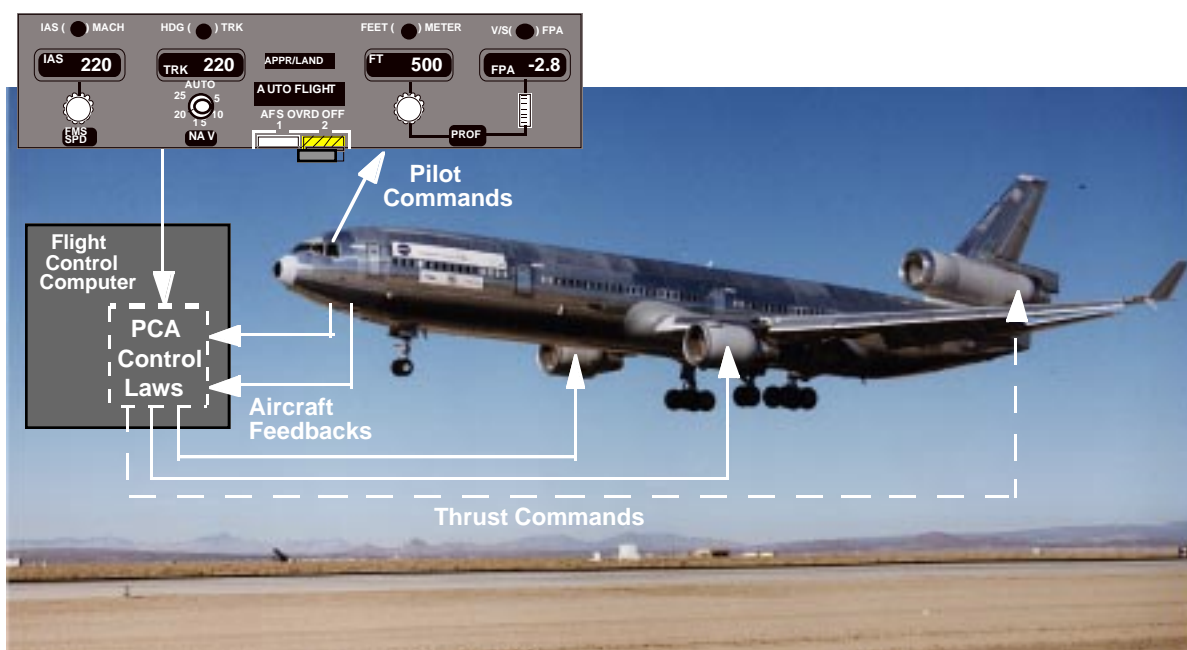 IAS ( ) MACH
HDG ( ) TRK
FEET ( ) METER
V/S( ) FPA
IAS 220
TRK 220
APPR/LAND
FT 500
FPA -2.8
AUTO
25 5
20 10
15
NAV
AUTO FLIGHT
AFS OVRD OFF
1 2
FMS
SPD
PROF
Pilot
Commands
Flight
Control
Computer
PCA
Control
Laws
Aircraft
Feedbacks
Thrust Commands